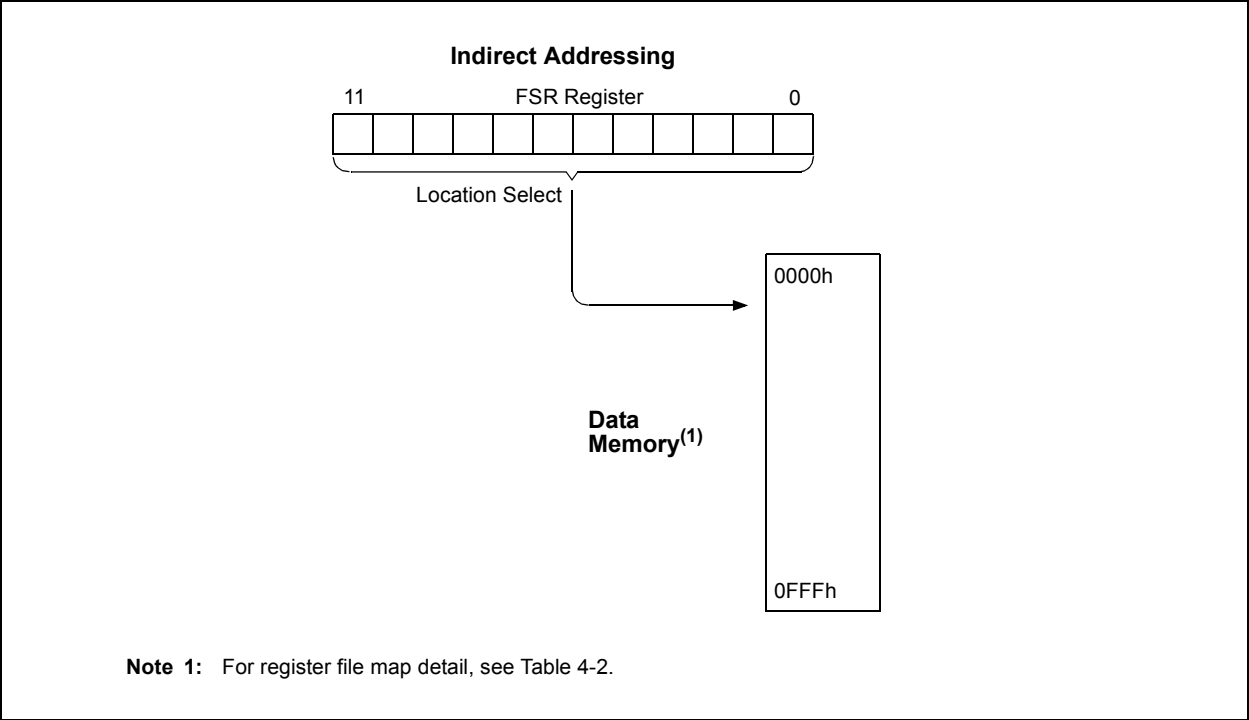 Indirect Addressing
11 FSR Register 0
Location Select
0000h
Data
Memory(1)
0FFFh
Note 1: For register file map detail, see Table 4-2.